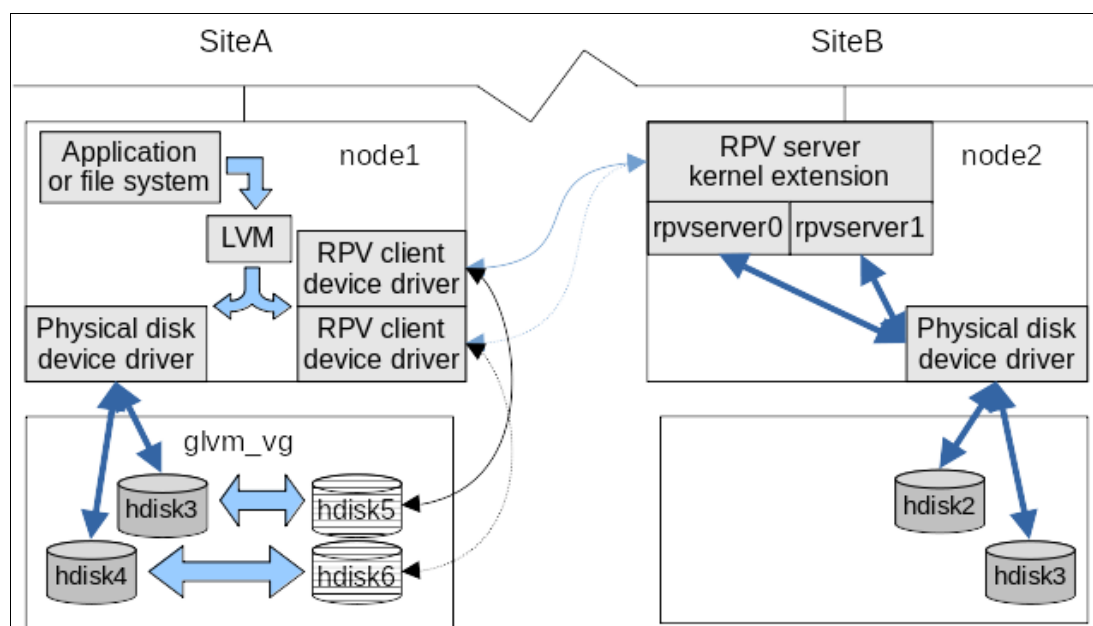 SiteA
SiteB
Application
or file system
node1
LVM
RPV client
device driver
RPV client
device driver
Physical disk
device driver
RPV server
kernel extension
node2
rpvserver0
rpvserver1
Physical disk
device driver
glvm_vg
hdisk3
hdisk5
hdisk4
hdisk6
hdisk2
hdisk3